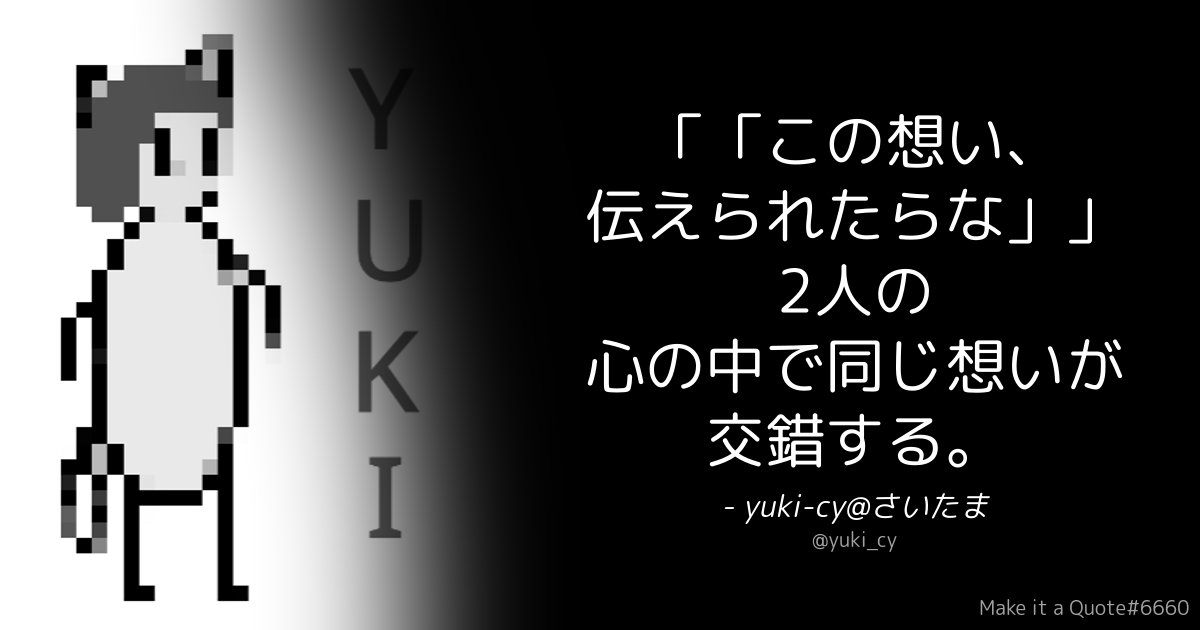 YUKI
「「この想い、
伝えられたらな」」
2人の
心の中で同じ想いが
交錯する。
- yuki-cy@さいたま
@yuki_cy
Make it a Quote#6660